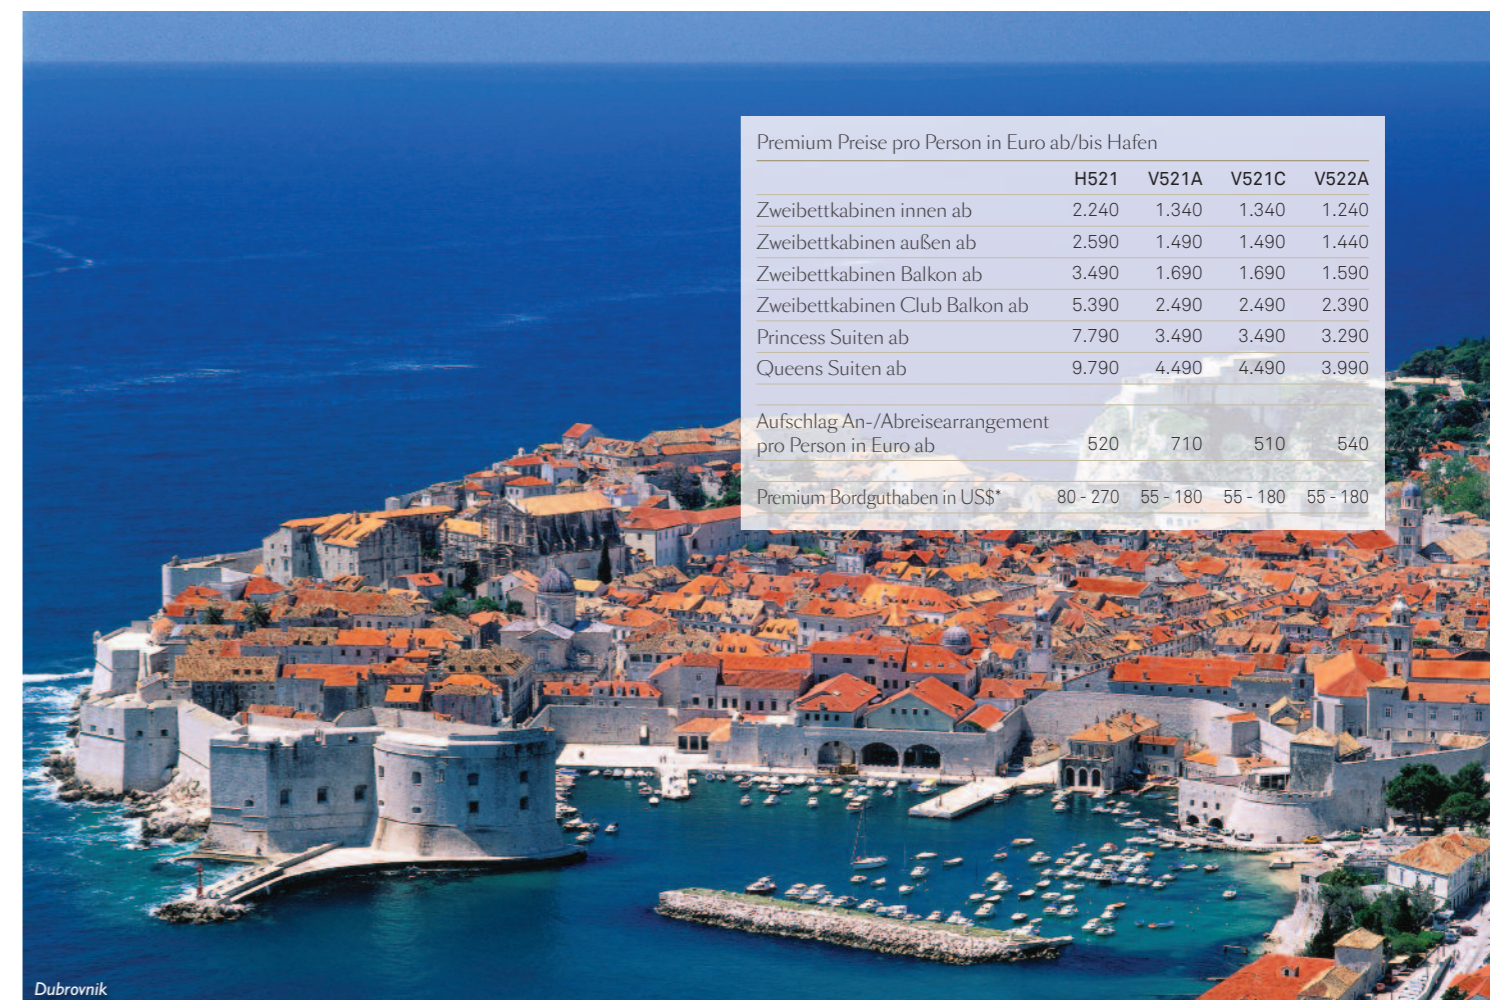 Premium Preise pro Person in Euro ab/bis Hafen
H521 V521A V521C V522A
Zweibettkabinen innen ab 2.240 1.340 1.340 1.240
Zweibettkabinen außen ab 2.590 1.490 1.490 1.440
Zweibettkabinen Balkon ab 3.490 1.690 1.690 1.590
Zweibettkabinen Club Balkon ab 5.390 2.490 2.490 2.390
Princess Suiten ab 7.790 3.490 3.490 3.290
Queens Suiten ab 9.790 4.490 4.490 3.990
Aufschlag An-/Abreisearrangement
pro Person in Euro ab 520 710 510 540
Premium Bordguthaben in US$* 80 - 270 55 - 180 55 - 180 55 - 180
Dubrovnik